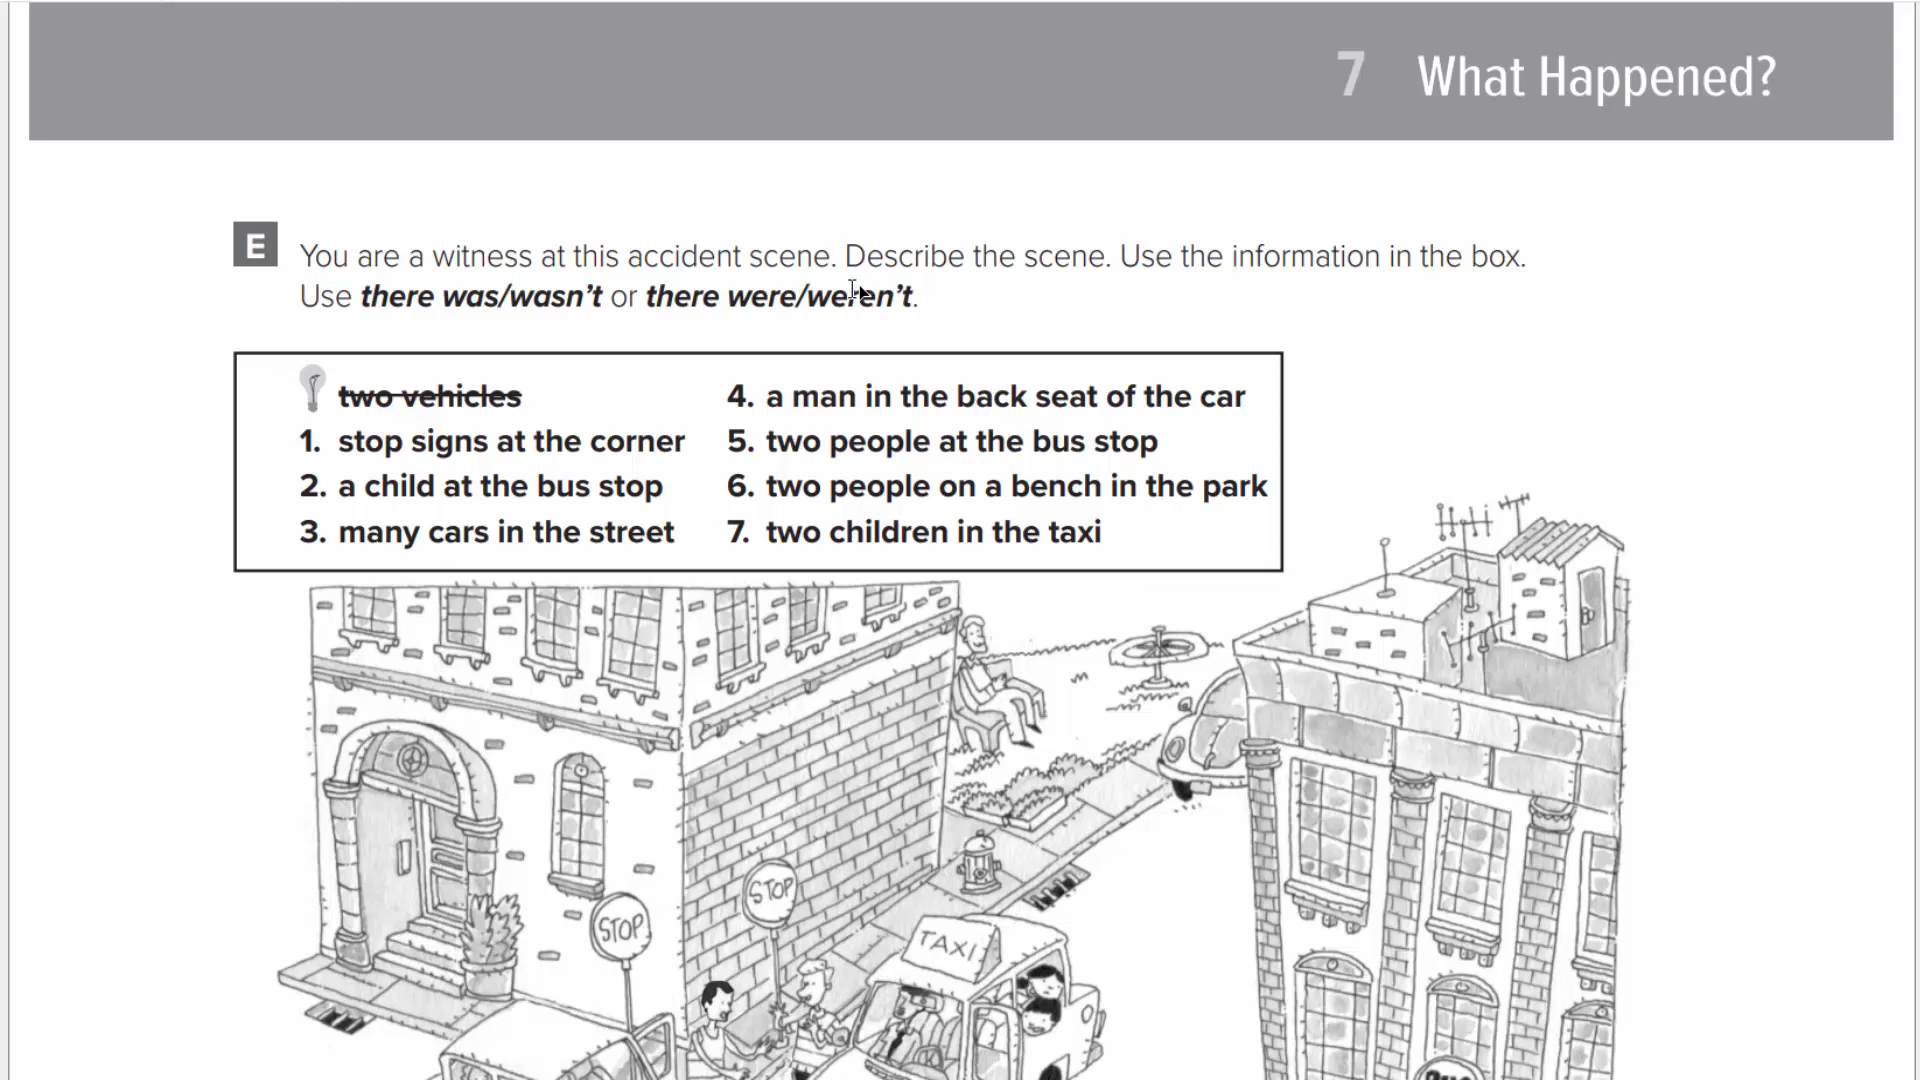 7 What Happened?
E You are a witness at this accident scene. Describe the scene. Use the information in the box.
Use there was/wasn't or there were/weren't.
two vehicles
1. stop signs at the corner
2. a child at the bus stop
3. many cars in the street
4. a man in the back seat of the car
5. two people at the bus stop
6. two people on a bench in the park
7. two children in the taxi
STOP
STOP
TAXI